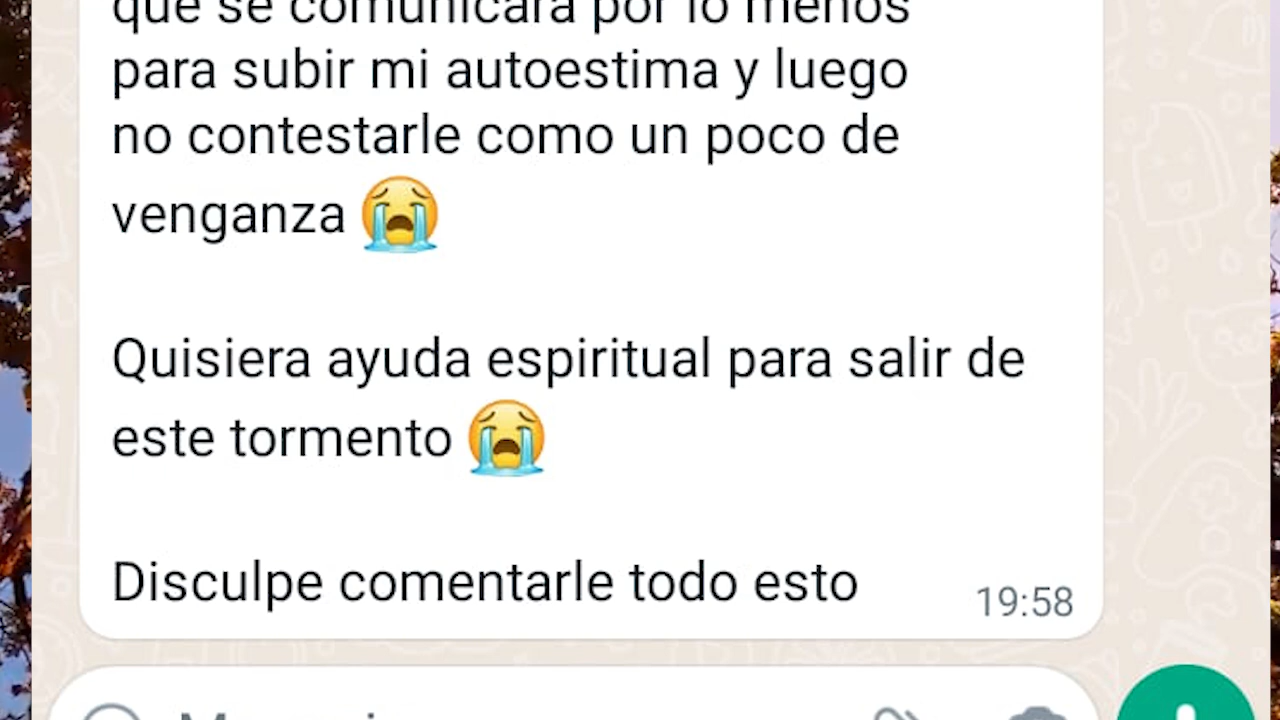 que se comunicara por lo menos
para subir mi autoestima y luego
no contestarle como un poco de
venganza 😭
Quisiera ayuda espiritual para salir de
este tormento 😭
Disculpe comentarle todo esto
19:58